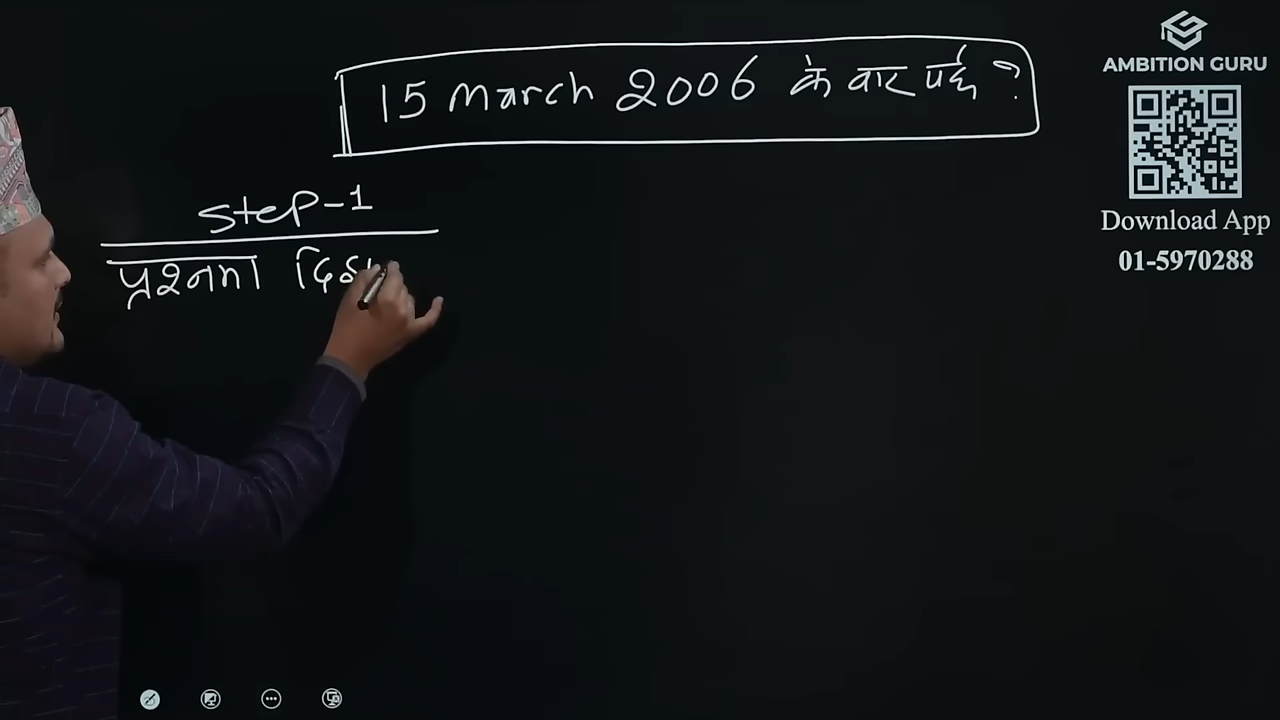 15 March 2006 के वार पर्छ ?
AMBITION GURU
Download App
01-5970288
Step-1
प्रश्नमा